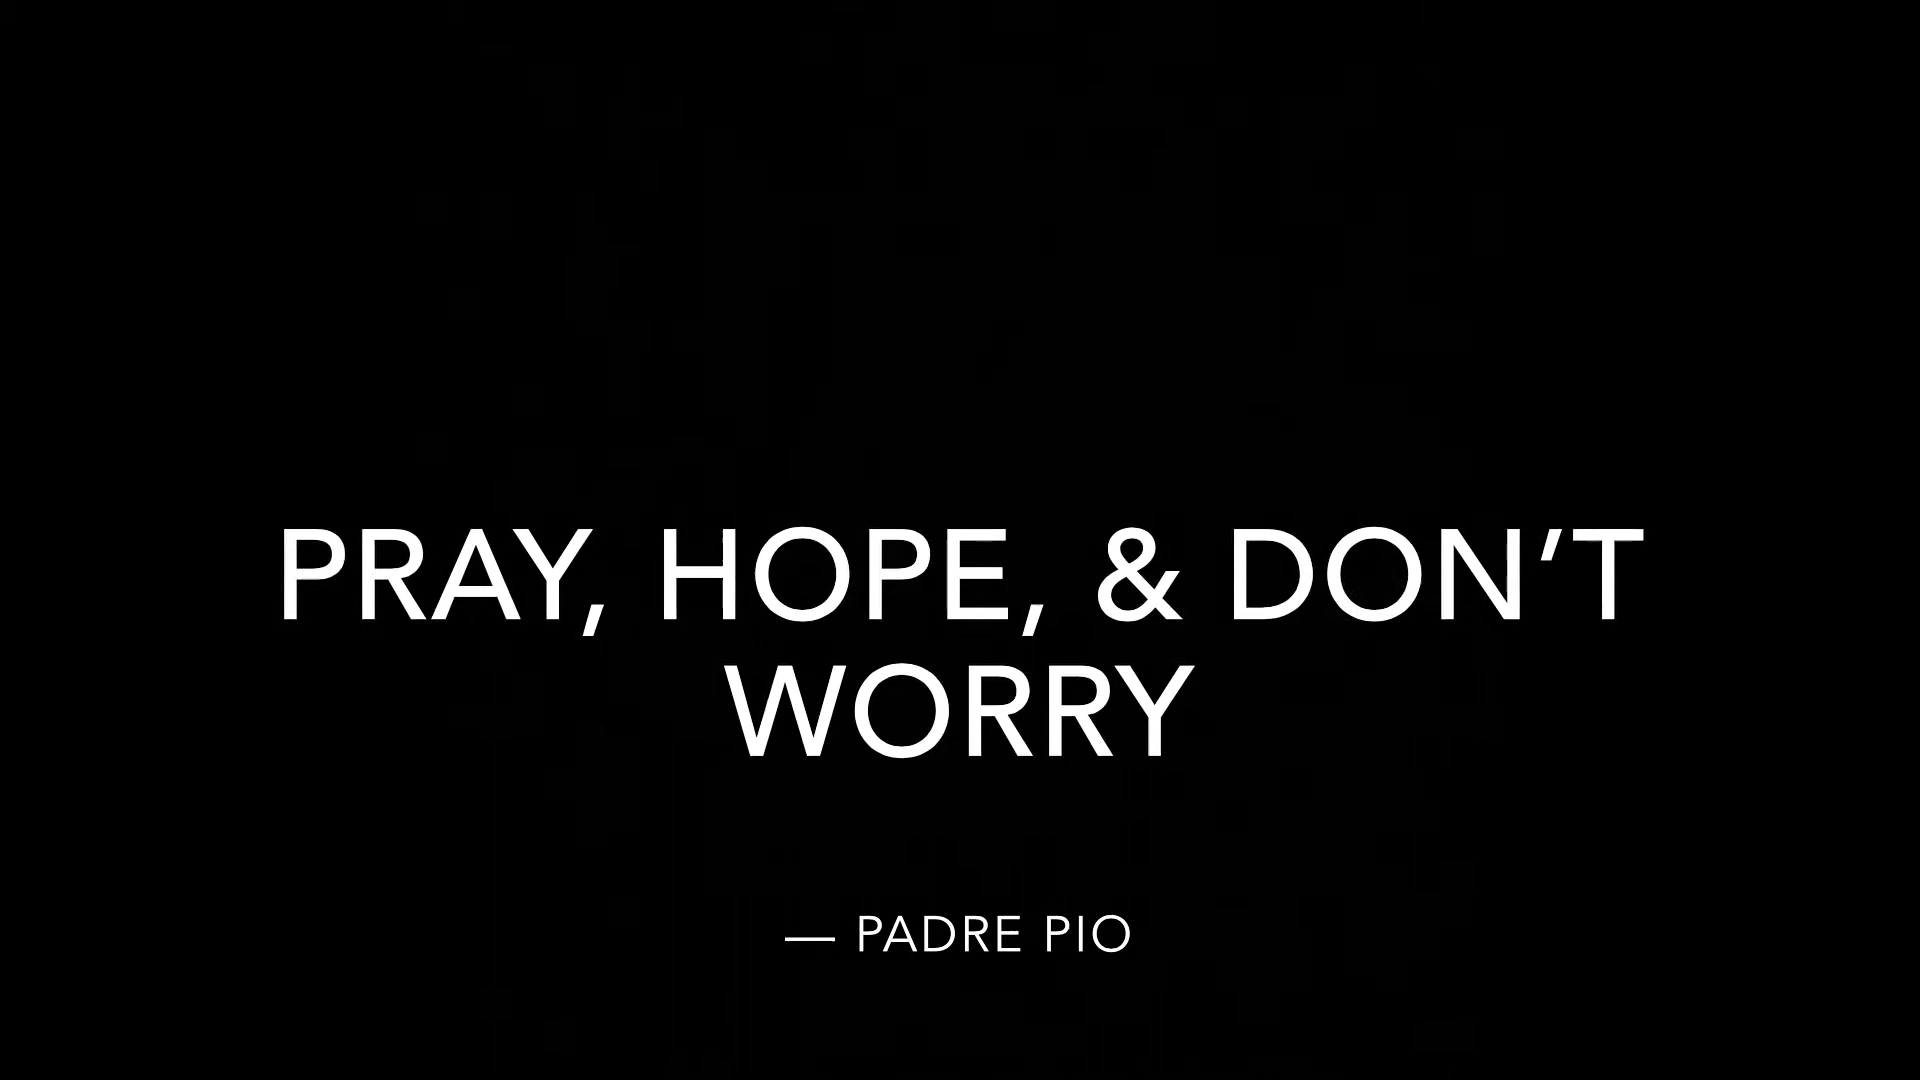 PRAY, HOPE, & DON’T
WORRY
— PADRE PIO